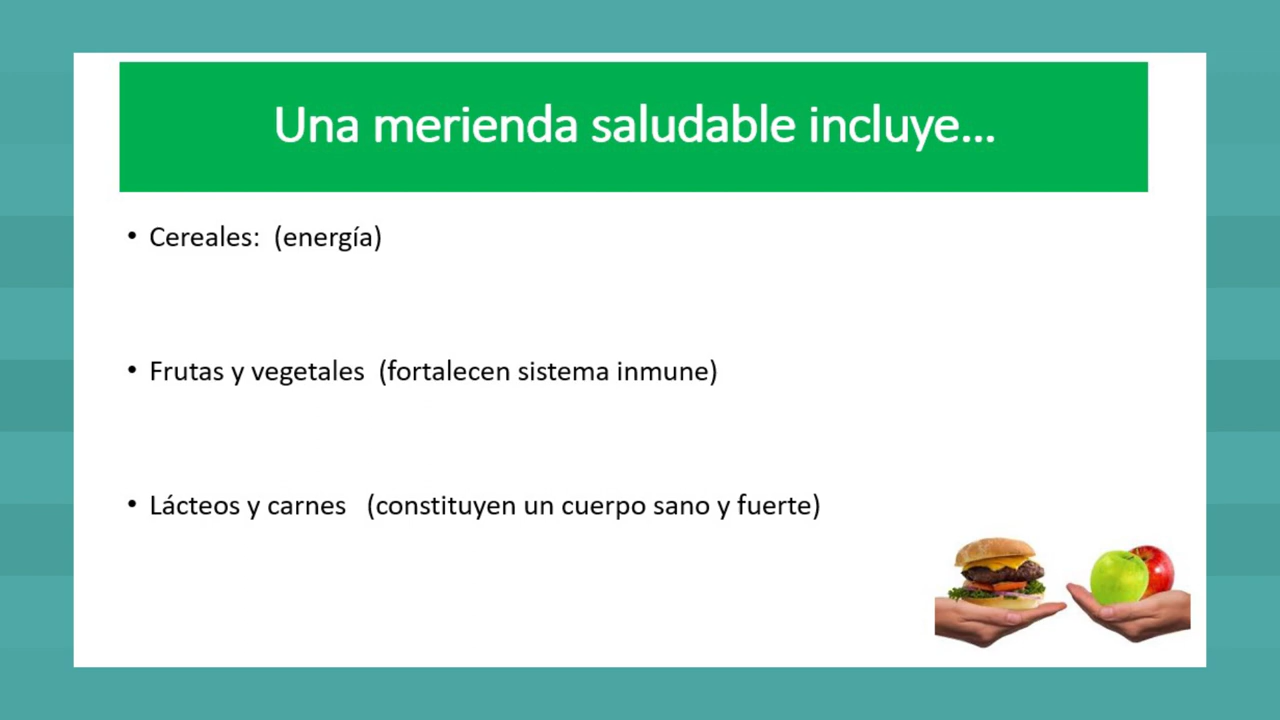 Una merienda saludable incluye...
• Cereales: (energía)
• Frutas y vegetales (fortalecen sistema inmune)
• Lácteos y carnes (constituyen un cuerpo sano y fuerte)